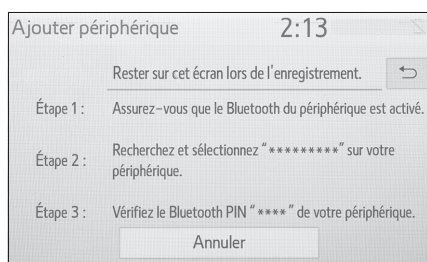 Ajouter périphérique 2:13
Rester sur cet écran lors de l'enregistrement.
Étape 1 : Assurez-vous que le Bluetooth du périphérique est activé.
Étape 2 : Recherchez et sélectionnez "*********" sur votre
périphérique.
Étape 3 : Vérifiez le Bluetooth PIN "****" de votre périphérique.
Annuler